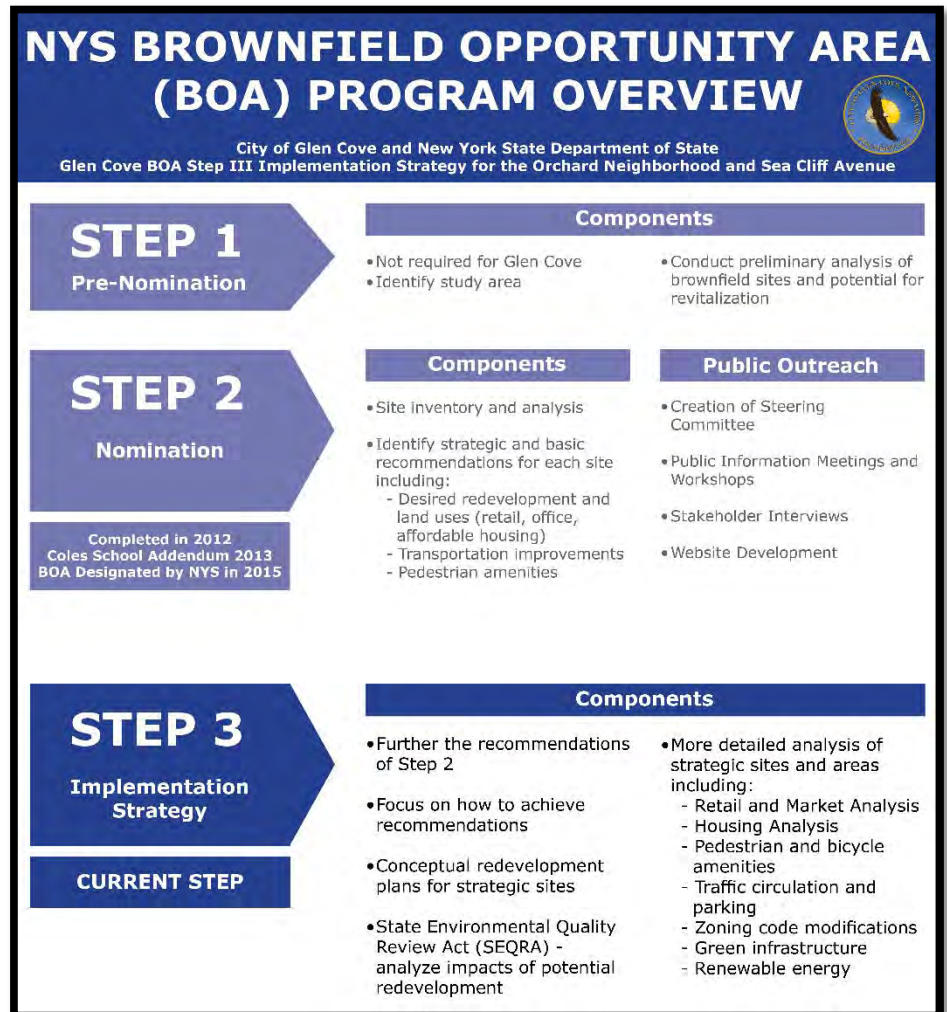 NYS BROWNFIELD OPPORTUNITY AREA
(BOA) PROGRAM OVERVIEW
City of Glen Cove and New York State Department of State
Glen Cove BOA Step III Implementation Strategy for the Orchard Neighborhood and Sea Cliff Avenue
STEP 1
Pre-Nomination
Components
•Not required for Glen Cove
•Identify study area
•Conduct preliminary analysis of
brownfield sites and potential for
revitalization
STEP 2
Nomination
Completed in 2012
Coles School Addendum 2013
BOA Designated by NYS in 2015
Components
•Site inventory and analysis
•Identify strategic and basic
recommendations for each site
including:
- Desired redevelopment and
land uses (retail, office,
affordable housing)
- Transportation improvements
- Pedestrian amenities
Public Outreach
•Creation of Steering
Committee
•Public Information Meetings and
Workshops
•Stakeholder Interviews
•Website Development
STEP 3
Implementation
Strategy
CURRENT STEP
Components
•Further the recommendations
of Step 2
•Focus on how to achieve
recommendations
•Conceptual redevelopment
plans for strategic sites
•State Environmental Quality
Review Act (SEQRA) -
analyze impacts of potential
redevelopment
•More detailed analysis of
strategic sites and areas
including:
- Retail and Market Analysis
- Housing Analysis
- Pedestrian and bicycle
amenities
- Traffic circulation and
parking
- Zoning code modifications
- Green infrastructure
- Renewable energy